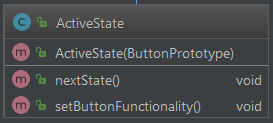 C ActiveState
m ActiveState(ButtonPrototype)
m nextState() void
m setButtonFunctionality() void